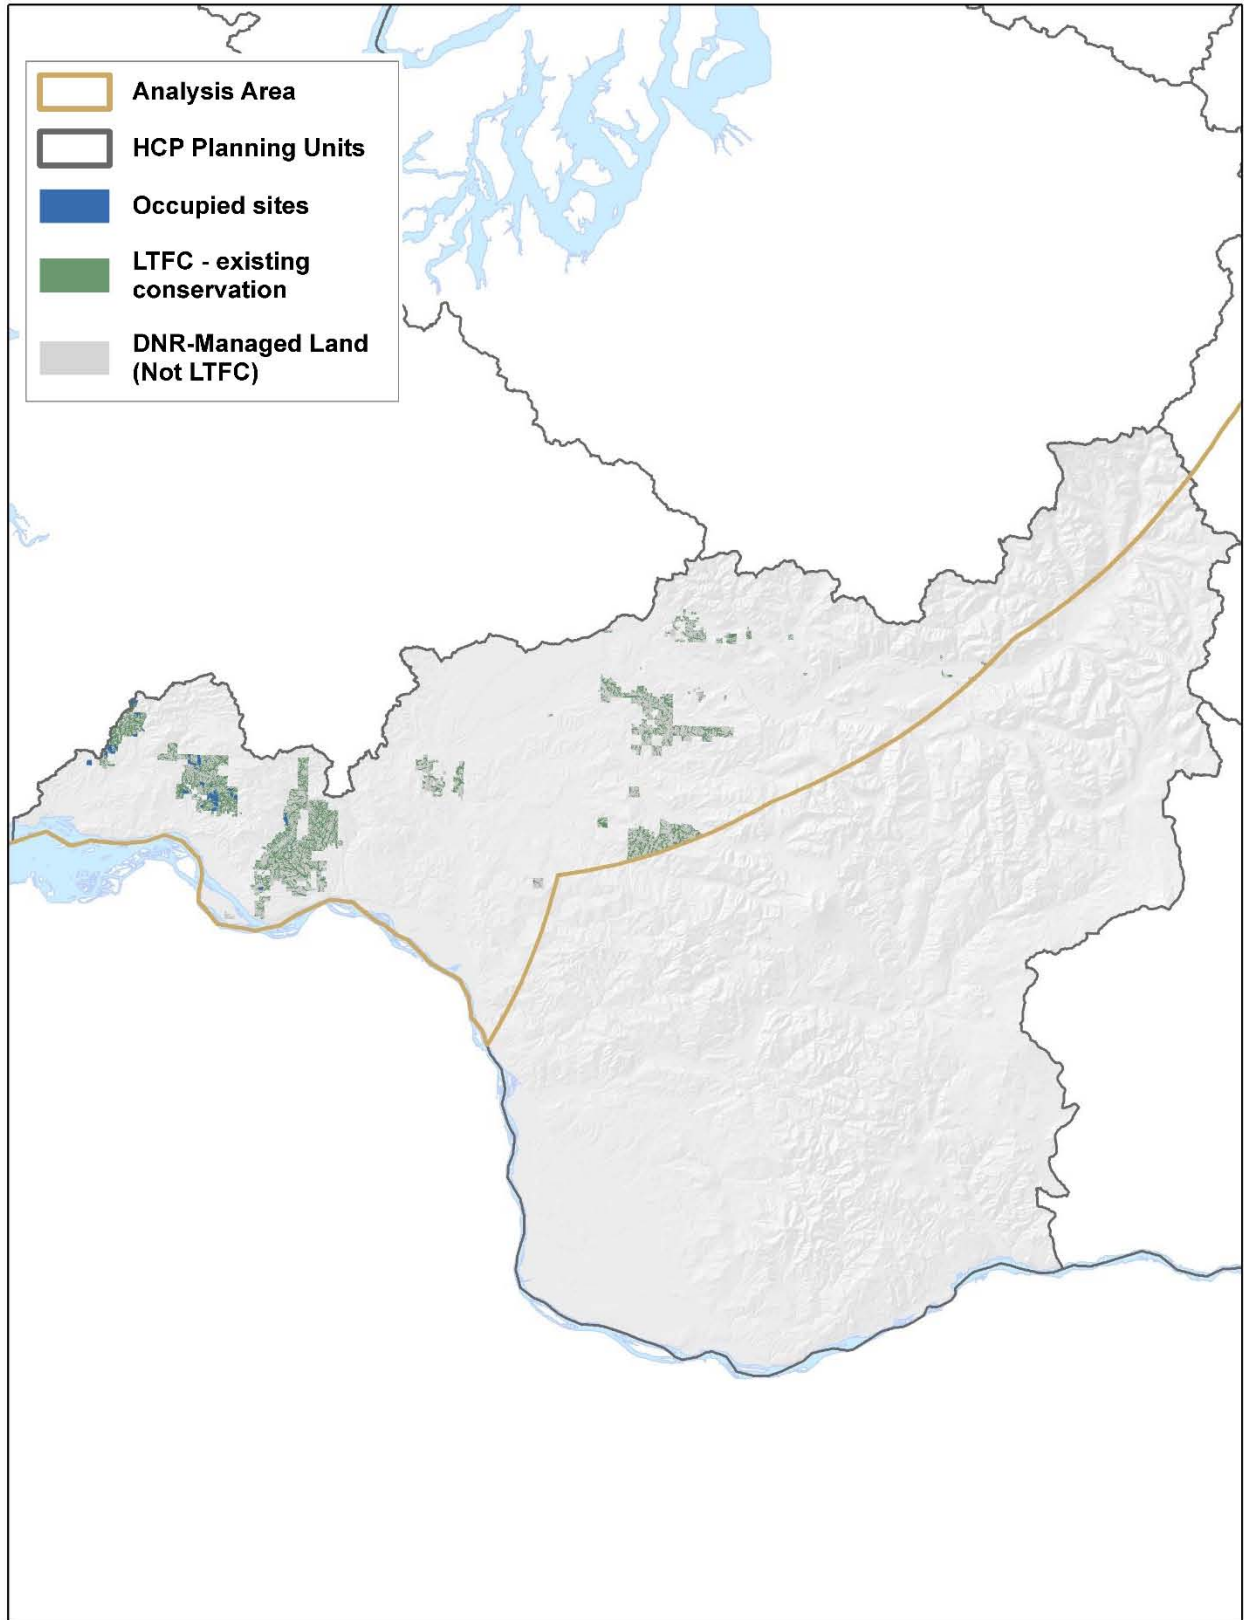 Analysis Area
HCP Planning Units
Occupied sites
LTFC - existing
conservation
DNR-Managed Land
(Not LTFC)